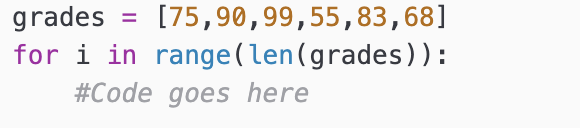 grades = [75,90,99,55,83,68]
for i in range(len(grades)):
    #Code goes here